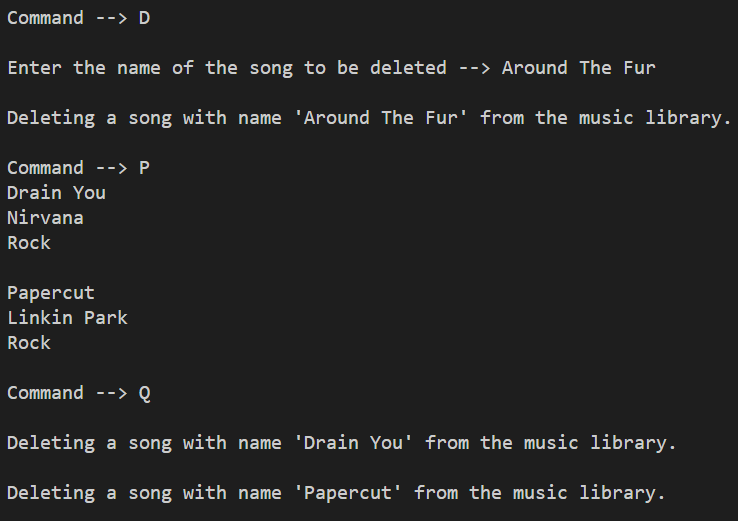 Command --> D
Enter the name of the song to be deleted --> Around The Fur
Deleting a song with name 'Around The Fur' from the music library.
Command --> P
Drain You
Nirvana
Rock
Papercut
Linkin Park
Rock
Command --> Q
Deleting a song with name 'Drain You' from the music library.
Deleting a song with name 'Papercut' from the music library.